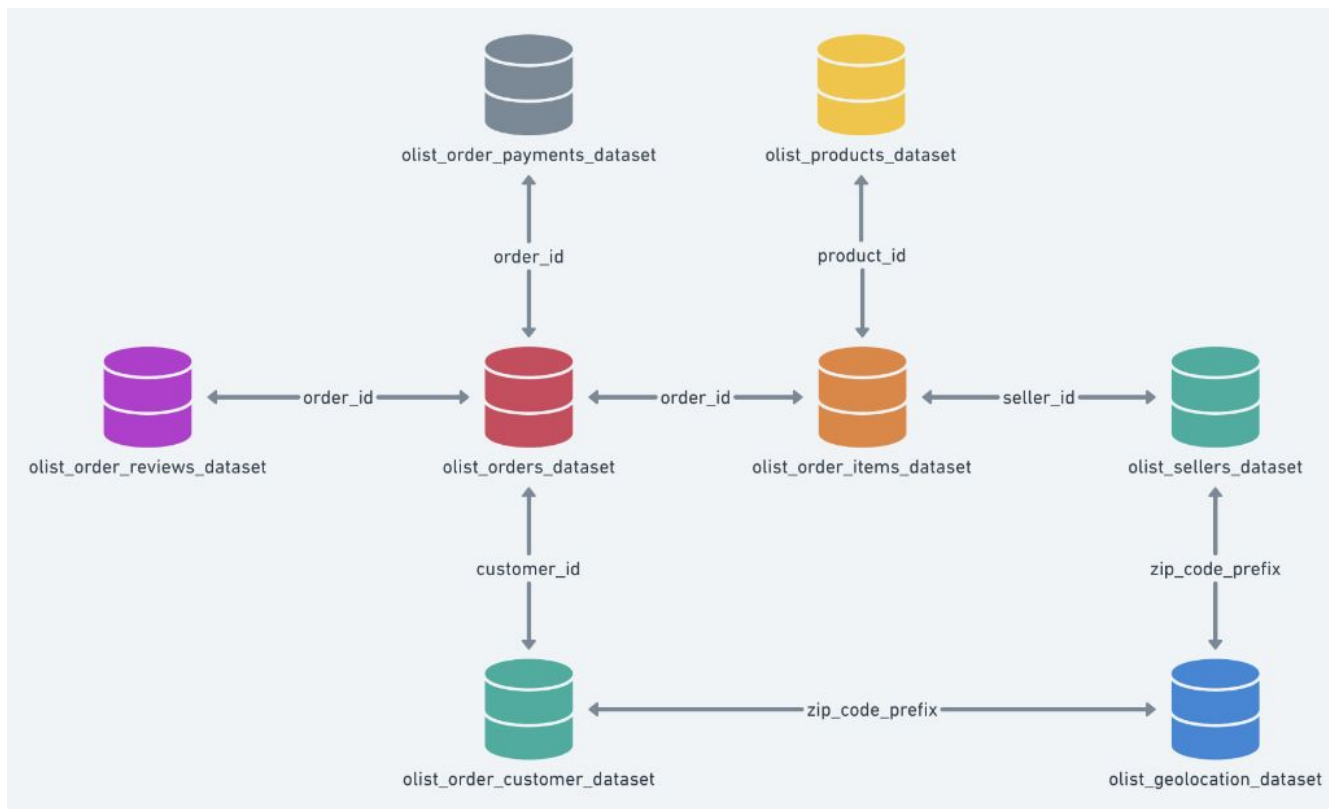 olist_order_payments_dataset
olist_products_dataset
order_id
product_id
order_id
order_id
seller_id
olist_order_reviews_dataset
olist_orders_dataset
olist_order_items_dataset
olist_sellers_dataset
customer_id
zip_code_prefix
zip_code_prefix
olist_order_customer_dataset
olist_geolocation_dataset